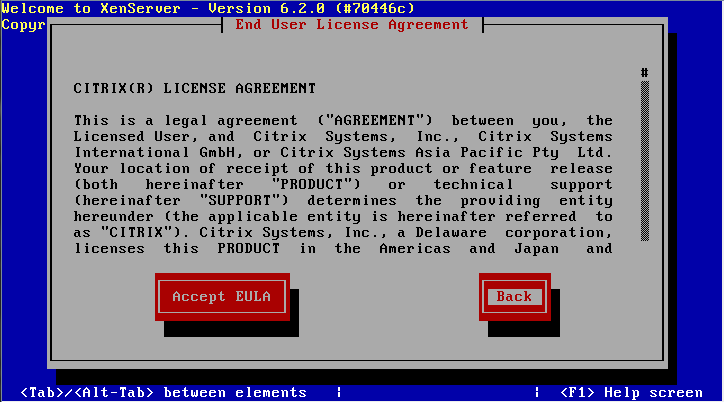 Welcome to XenServer - Version 6.2.0 (#70446c)
Copyr
End User License Agreement
#
CITRIX(R) LICENSE AGREEMENT
This is a legal agreement ("AGREEMENT") between you, the
Licensed User, and Citrix Systems, Inc., Citrix Systems
International GmbH, or Citrix Systems Asia Pacific Pty Ltd.
Your location of receipt of this product or feature release
(both hereinafter "PRODUCT") or technical support
(hereinafter "SUPPORT") determines the providing entity
hereunder (the applicable entity is hereinafter referred to
as "CITRIX"). Citrix Systems, Inc., a Delaware corporation,
licenses this PRODUCT in the Americas and Japan and
Accept EULA
Back
<Tab>/<Alt-Tab> between elements | | <F1> Help screen